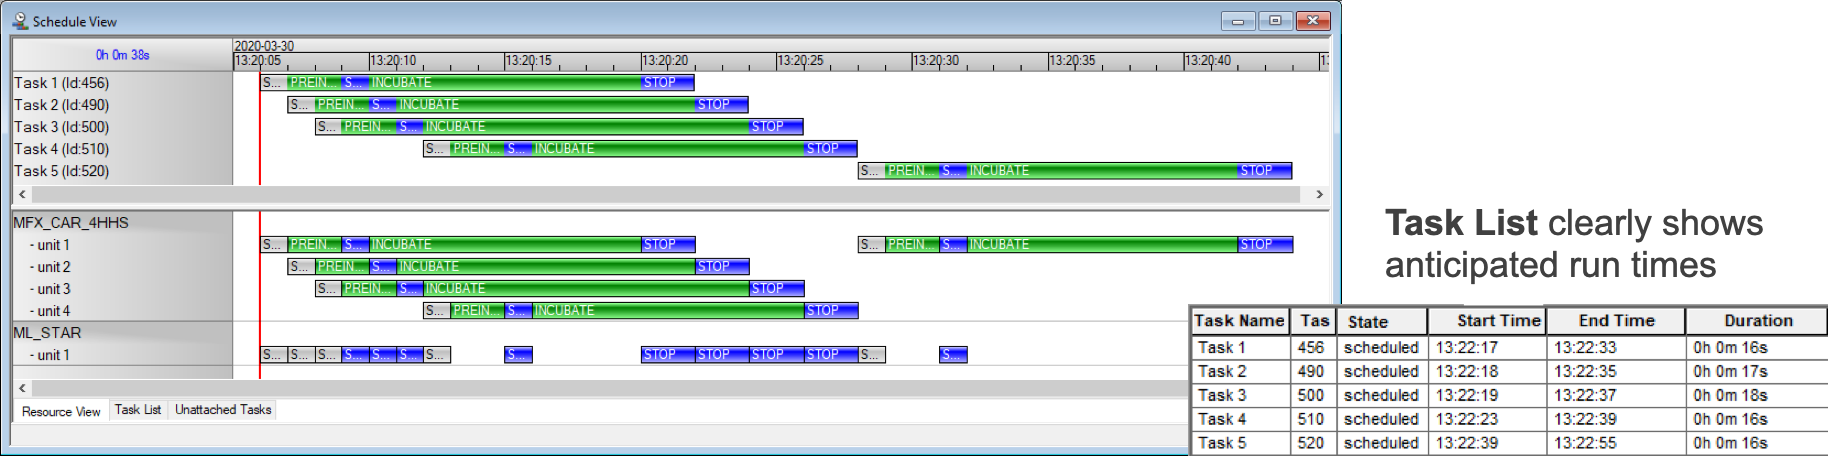 Schedule View
0h 0m 38s
2020-03-30
13:20:05 13:20:10 13:20:15 13:20:20 13:20:25 13:20:30 13:20:35 13:20:40 13
Task 1 (Id:456) S... PREIN... S... INCUBATE STOP
Task 2 (Id:490) S... PREIN... S... INCUBATE STOP
Task 3 (Id:500) S... PREIN... S... INCUBATE STOP
Task 4 (Id:510) S... PREIN... S... INCUBATE STOP
Task 5 (Id:520) S... PREIN... S... INCUBATE STOP
MFX_CAR_4HHS
- unit 1 S... PREIN... S... INCUBATE STOP S... PREIN... S... INCUBATE STOP
- unit 2 S... PREIN... S... INCUBATE STOP
- unit 3 S... PREIN... S... INCUBATE STOP
- unit 4 S... PREIN... S... INCUBATE STOP
ML_STAR
- unit 1 S... S... S... S... S... S... S... S... STOP STOP STOP STOP S... S...
Resource View Task List Unattached Tasks
Task List clearly shows
anticipated run times
Task Name Tas State Start Time End Time Duration
Task 1 456 scheduled 13:22:17 13:22:33 0h 0m 16s
Task 2 490 scheduled 13:22:18 13:22:35 0h 0m 17s
Task 3 500 scheduled 13:22:19 13:22:37 0h 0m 18s
Task 4 510 scheduled 13:22:23 13:22:39 0h 0m 16s
Task 5 520 scheduled 13:22:39 13:22:55 0h 0m 16s